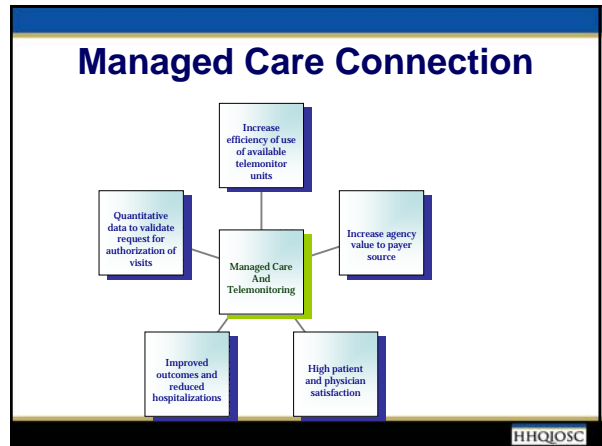 Managed Care Connection
Increase
efficiency of use
of available
telemonitor
units
Quantitative
data to validate
request for
authorization of
visits
Increase agency
value to payer
source
Managed Care
And
Telemonitoring
Improved
outcomes and
reduced
hospitalizations
High patient
and physician
satisfaction
HHQIOSC